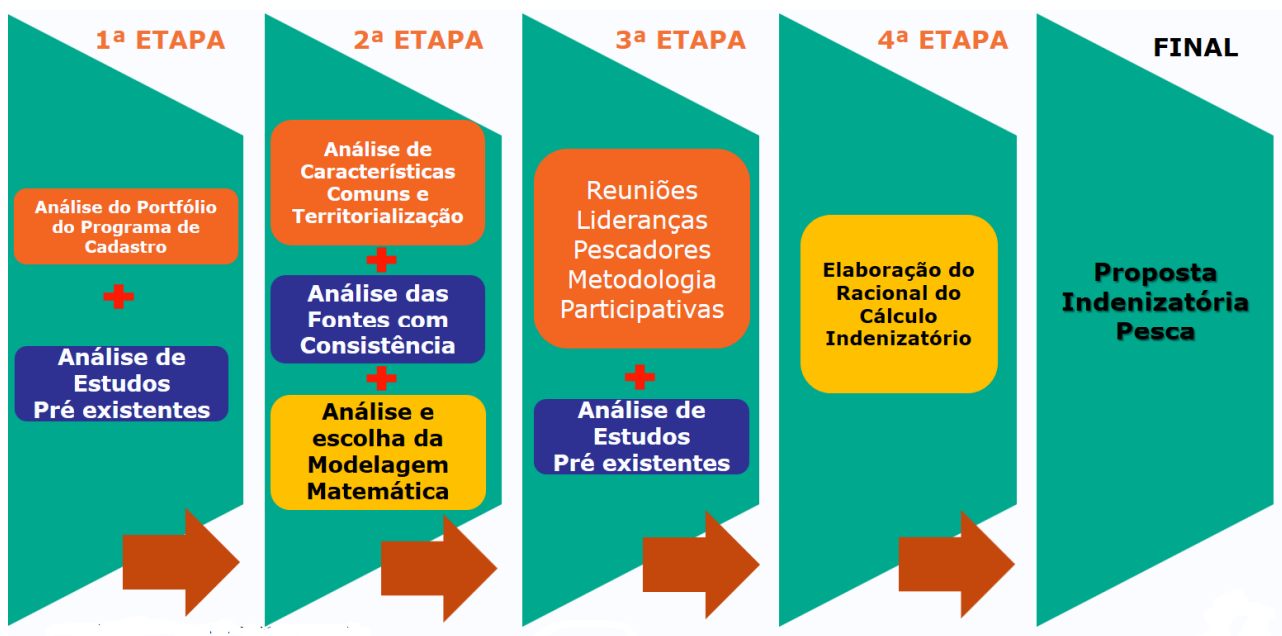 1ª ETAPA
Análise do Portfólio
do Programa de
Cadastro
Análise de
Estudos
Pré existentes
2ª ETAPA
Análise de
Características
Comuns e
Territorialização
Análise das
Fontes com
Consistência
Análise e
escolha da
Modelagem
Matemática
3ª ETAPA
Reuniões
Lideranças
Pescadores
Metodologia
Participativas
Análise de
Estudos
Pré existentes
4ª ETAPA
Elaboração do
Racional do
Cálculo
Indenizatório
FINAL
Proposta
Indenizatória
Pesca